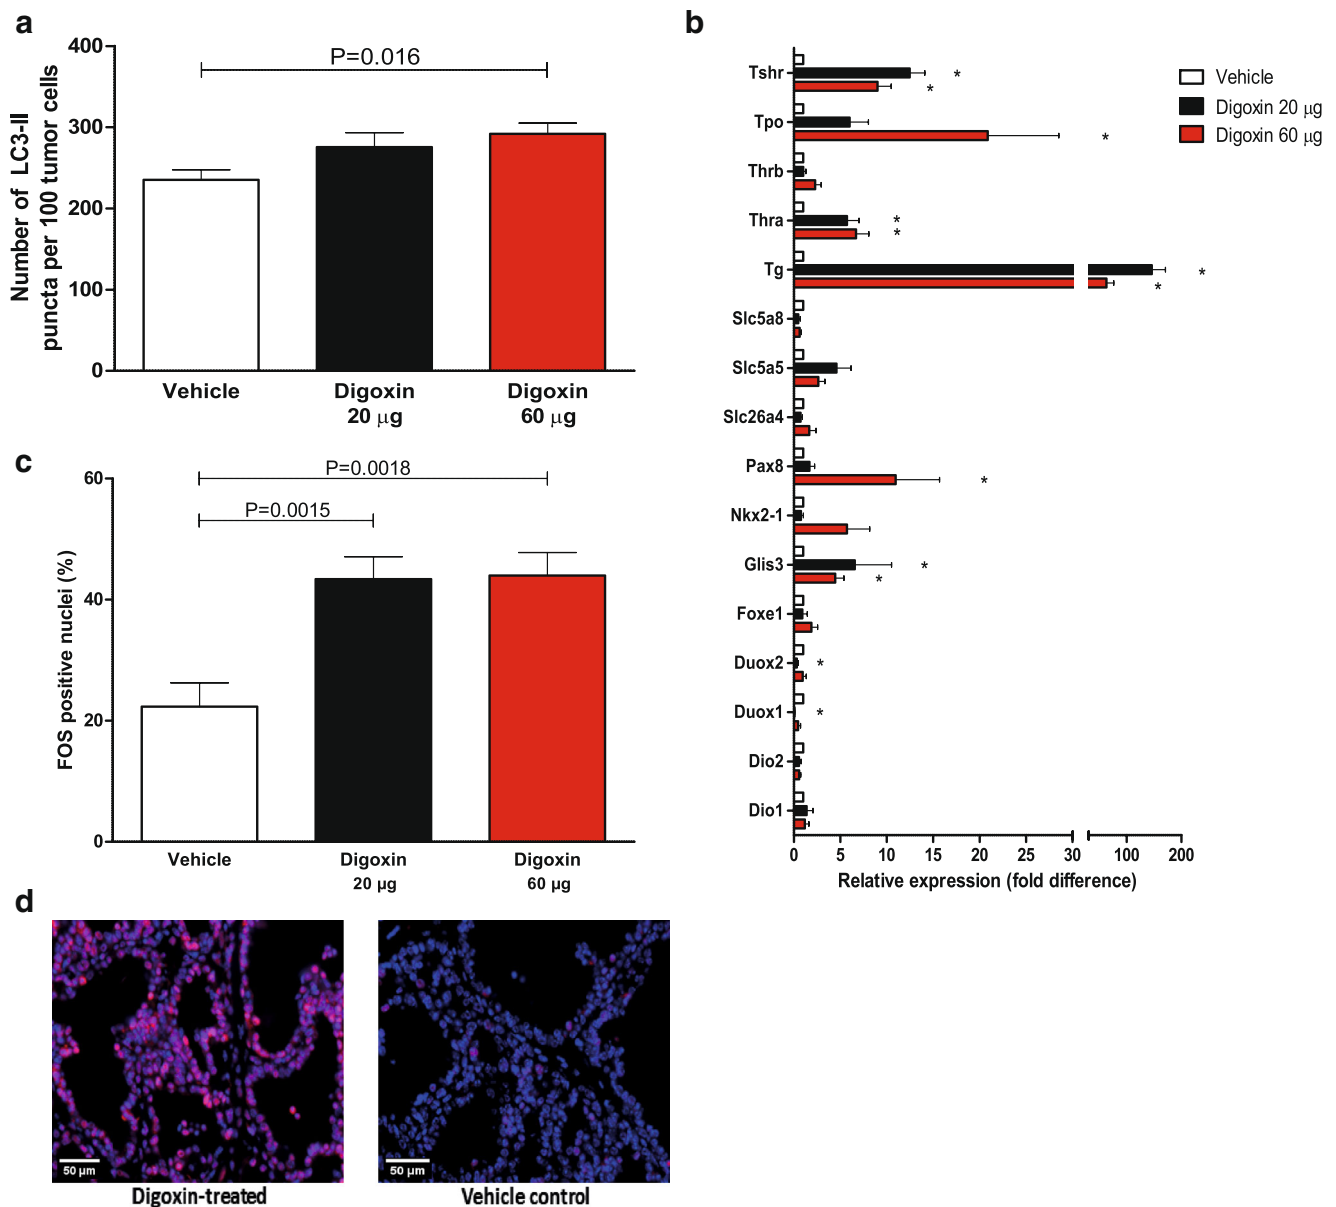 a
400
300
200
100
0
Number of LC3-II
puncta per 100 tumor cells
P=0.016
Vehicle
Digoxin
20 µg
Digoxin
60 µg
b
Tshr
*
*
Tpo
*
Thrb
Thra
*
*
Tg
*
*
Slc5a8
Slc5a5
Slc26a4
Pax8
*
Nkx2-1
Glis3
*
*
Foxe1
Duox2
*
Duox1
*
Dio2
Dio1
0 5 10 15 20 25 30 100 200
Relative expression (fold difference)
Vehicle
Digoxin 20 µg
Digoxin 60 µg
c
60
40
20
0
FOS positive nuclei (%)
P=0.0018
P=0.0015
Vehicle
Digoxin
20 µg
Digoxin
60 µg
d
50 µm
Digoxin-treated
50 µm
Vehicle control